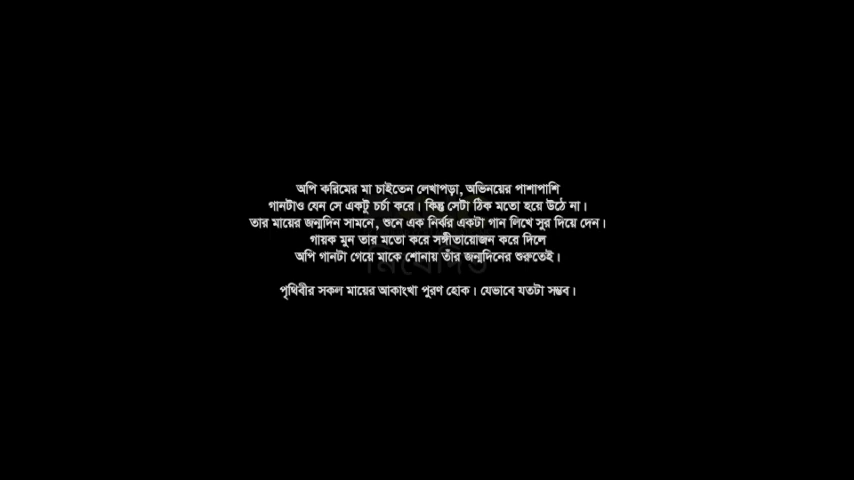 অপি করিমের মা চাইতেন লেখাপড়া, অভিনয়ের পাশাপাশি
গানটাও যেন সে একটু চর্চা করে। কিন্তু সেটা ঠিক মতো হয়ে উঠে না।
তার মায়ের জন্মদিন সামনে, শুনে এক নির্ঝর একটা গান লিখে সুর দিয়ে দেন।
গায়ক মুন তার মতো করে সঙ্গীতায়োজন করে দিলে
অপি গানটা গেয়ে মাকে শোনায় তাঁর জন্মদিনের শুরুতেই।
পৃথিবীর সকল মায়ের আকাংখা পুরণ হোক। যেভাবে যতটা সম্ভব।